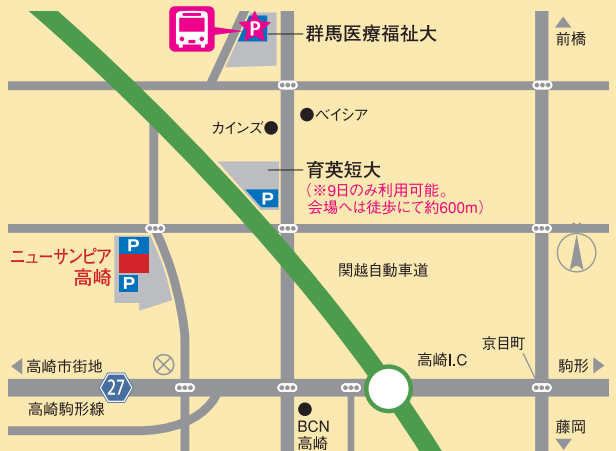 P
群馬医療福祉大
前橋
カインズ
ベイシア
育英短大
(※9日のみ利用可能。
会場へは徒歩にて約600m)
P
P
ニューサンピア
高崎
P
関越自動車道
京目町
高崎I.C
高崎市街地
駒形
27
高崎駒形線
BCN
高崎
藤岡